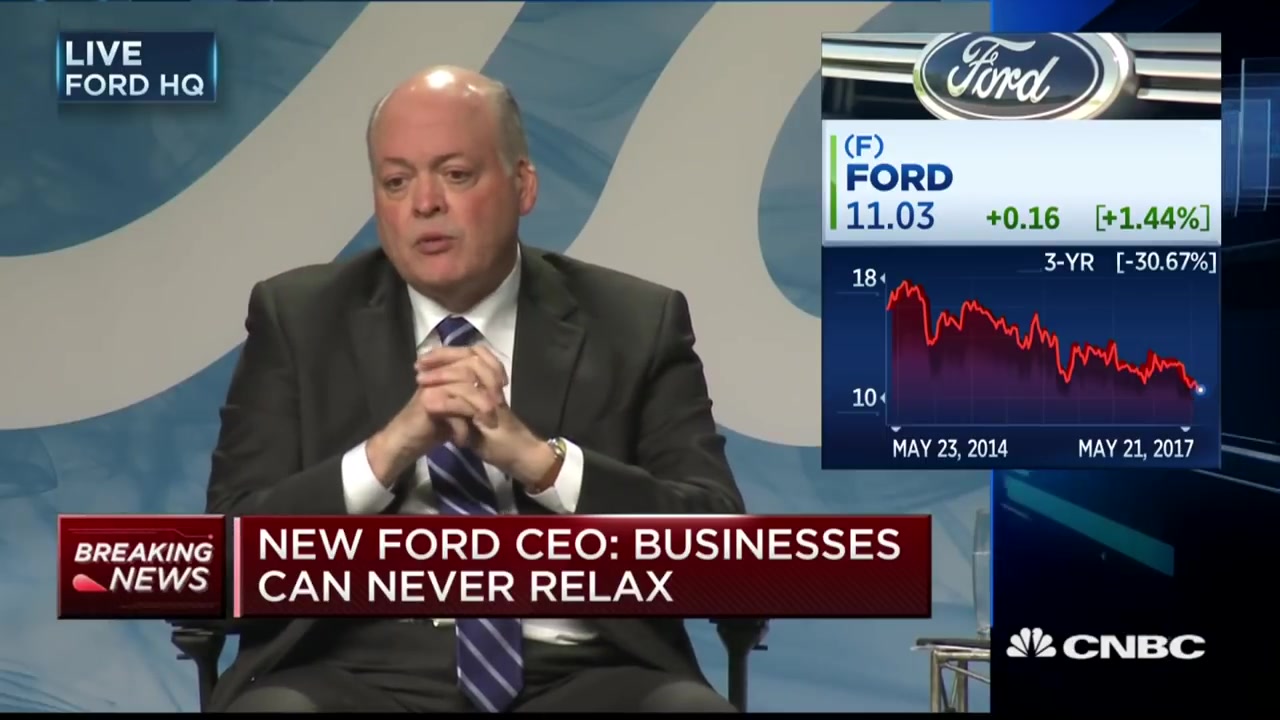 LIVE
FORD HQ
Ford
(F)
FORD
11.03 +0.16 [+1.44%]
3-YR [-30.67%]
18
10
MAY 23, 2014 MAY 21, 2017
BREAKING
NEWS
NEW FORD CEO: BUSINESSES
CAN NEVER RELAX
CNBC